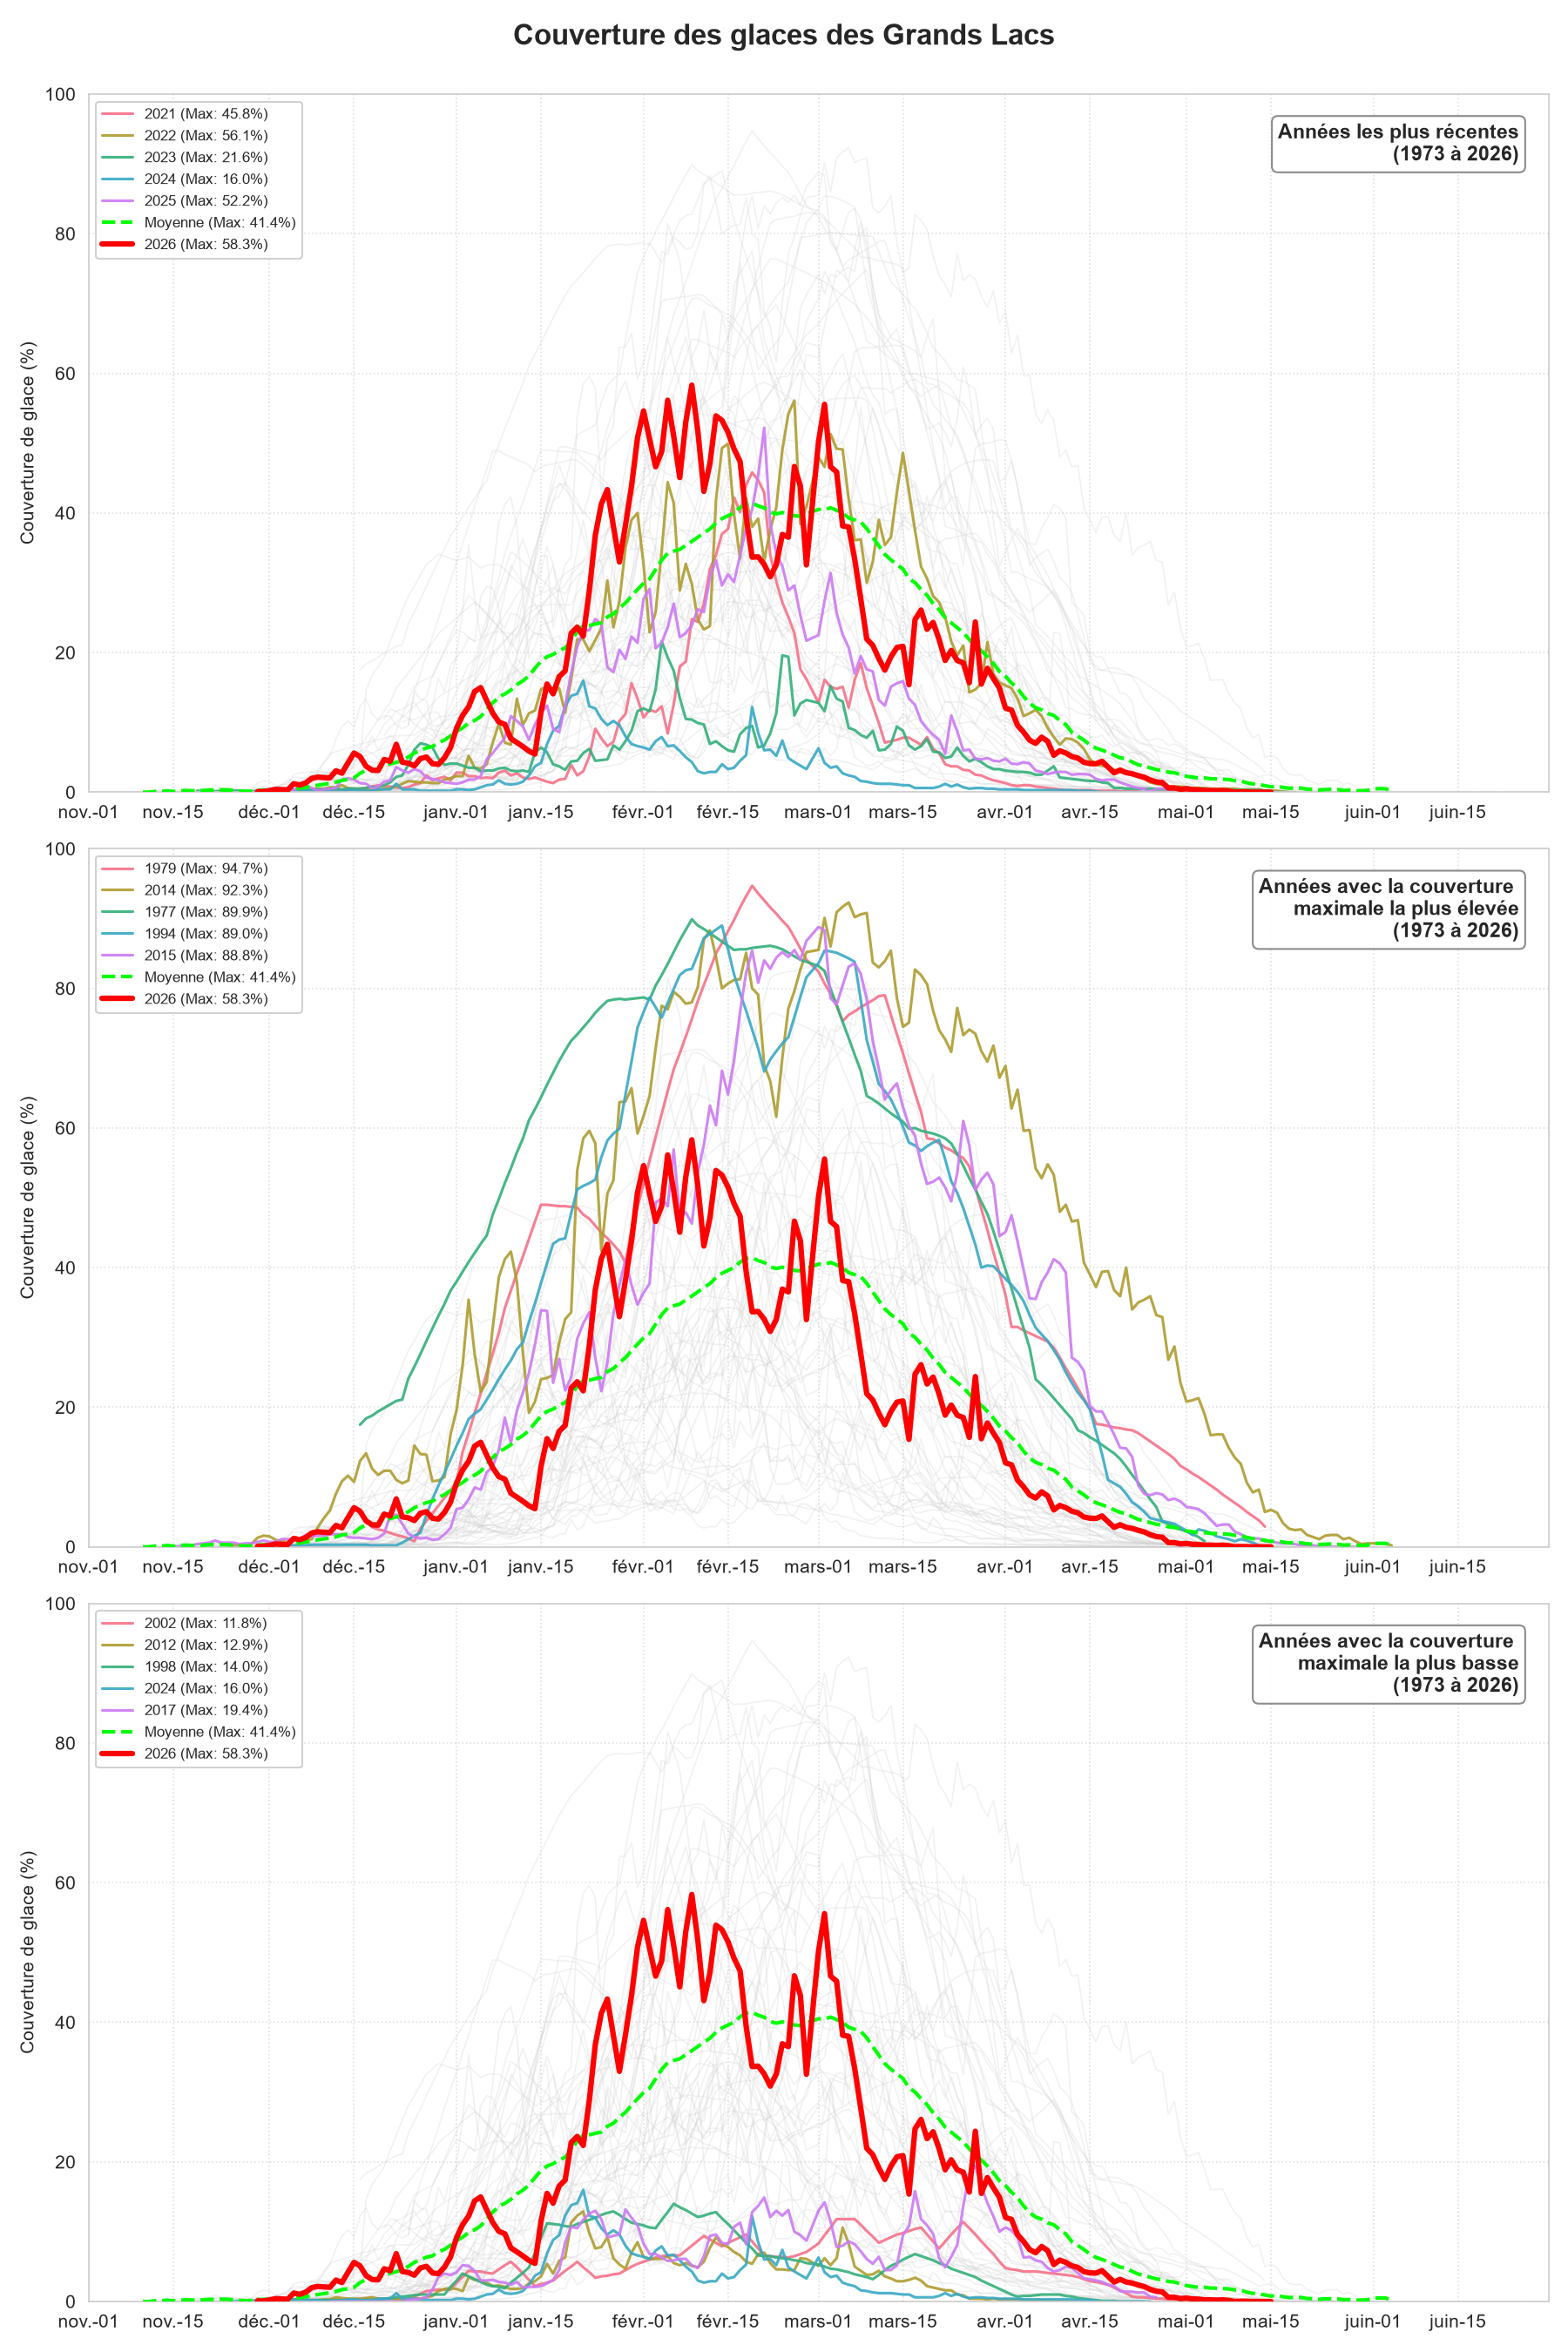 Couverture des glaces des Grands Lacs
Couverture de glace (%)
100
80
60
40
20
0
2021 (Max: 45.8%)
2022 (Max: 56.1%)
2023 (Max: 21.6%)
2024 (Max: 16.0%)
2025 (Max: 52.2%)
Moyenne (Max: 41.4%)
2026 (Max: 58.3%)
Années les plus récentes
(1973 à 2026)
nov.-01 nov.-15 déc.-01 déc.-15 janv.-01 janv.-15 févr.-01 févr.-15 mars-01 mars-15 avr.-01 avr.-15 mai-01 mai-15 juin-01 juin-15
Couverture de glace (%)
100
80
60
40
20
0
1979 (Max: 94.7%)
2014 (Max: 92.3%)
1977 (Max: 89.9%)
1994 (Max: 89.0%)
2015 (Max: 88.8%)
Moyenne (Max: 41.4%)
2026 (Max: 58.3%)
Années avec la couverture
maximale la plus élevée
(1973 à 2026)
nov.-01 nov.-15 déc.-01 déc.-15 janv.-01 janv.-15 févr.-01 févr.-15 mars-01 mars-15 avr.-01 avr.-15 mai-01 mai-15 juin-01 juin-15
Couverture de glace (%)
100
80
60
40
20
0
2002 (Max: 11.8%)
2012 (Max: 12.9%)
1998 (Max: 14.0%)
2024 (Max: 16.0%)
2017 (Max: 19.4%)
Moyenne (Max: 41.4%)
2026 (Max: 58.3%)
Années avec la couverture
maximale la plus basse
(1973 à 2026)
nov.-01 nov.-15 déc.-01 déc.-15 janv.-01 janv.-15 févr.-01 févr.-15 mars-01 mars-15 avr.-01 avr.-15 mai-01 mai-15 juin-01 juin-15